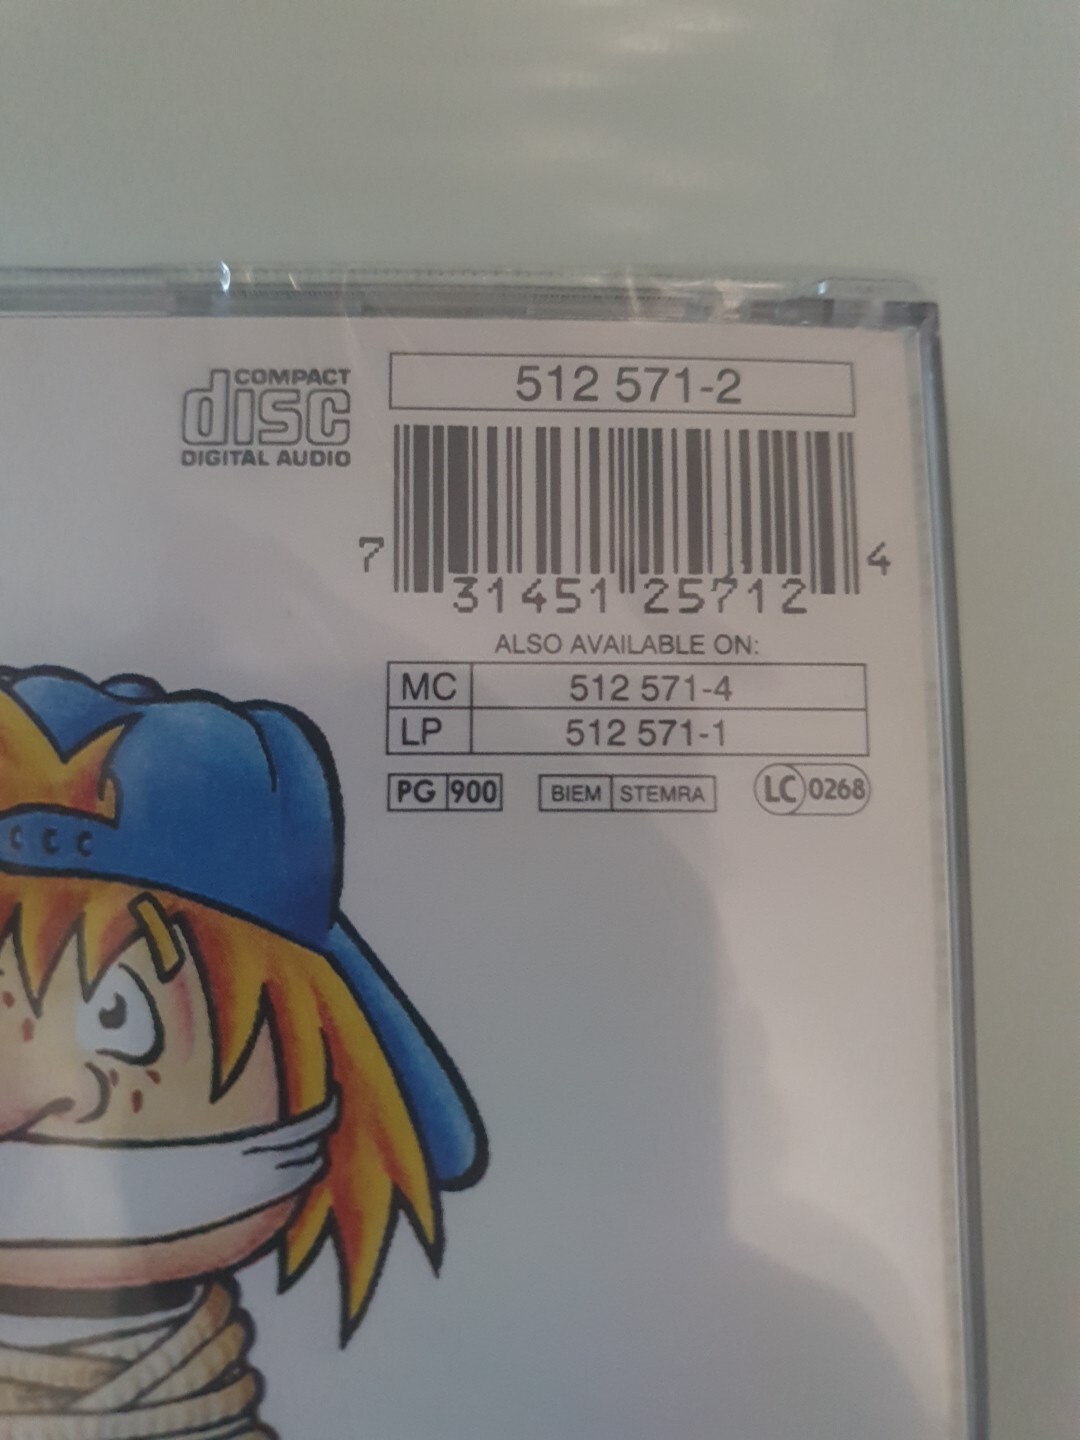 COMPACT
disc
DIGITAL AUDIO
512 571-2
7 31451 25712 4
ALSO AVAILABLE ON:
MC 512 571-4
LP 512 571-1
PG 900 BIEM STEMRA LC 0268